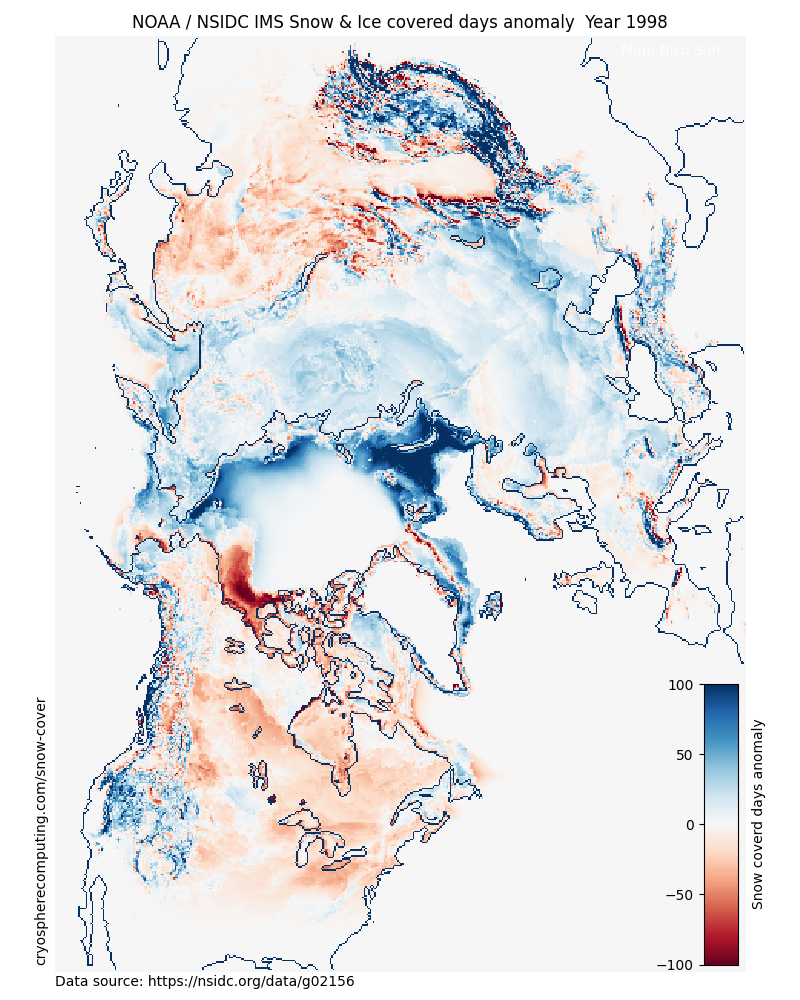 NOAA / NSIDC IMS Snow & Ice covered days anomaly  Year 1998
Map: Nico Sun
cryospherecomputing.com/snow-cover
100
50
0
−50
−100
Snow coverd days anomaly
Data source: https://nsidc.org/data/g02156